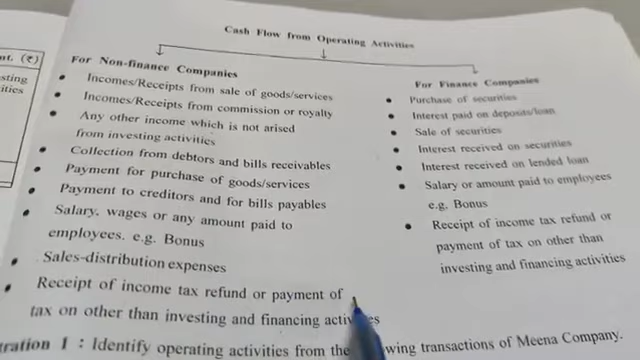 Cash Flow from Operating Activities
nt. (₹)
sting
ities
For Non-finance Companies
• Incomes/Receipts from sale of goods/services
• Incomes/Receipts from commission or royalty
• Any other income which is not arised
from investing activities
• Collection from debtors and bills receivables
• Payment for purchase of goods/services
• Payment to creditors and for bills payables
• Salary, wages or any amount paid to
employees. e.g. Bonus
• Sales-distribution expenses
• Receipt of income tax refund or payment of
tax on other than investing and financing activities
For Finance Companies
• Purchase of securities
• Interest paid on deposits/loan
• Sale of securities
• Interest received on securities
• Interest received on lended loan
• Salary or amount paid to employees
e.g. Bonus
• Receipt of income tax refund or
payment of tax on other than
investing and financing activities
tration 1 : Identify operating activities from the wing transactions of Meena Company.